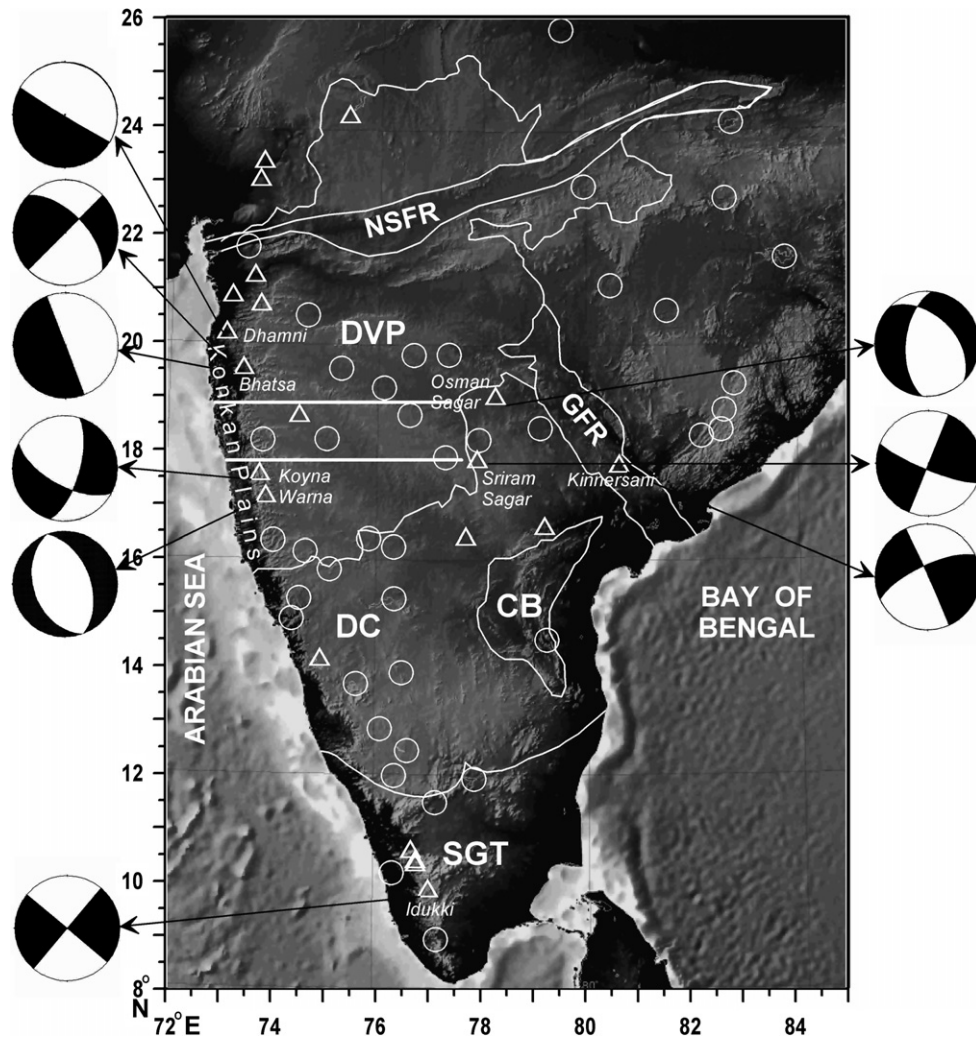 26
24
22
20
18
16
14
12
10
8°
N
72°E
74
76
78
80
82
84
NSFR
DVP
Dhamni
Bhatsa
Osman
Sagar
GFR
Konkan Plains
Koyna
Warna
Sriram
Sagar
Kinnersani
ARABIAN SEA
DC
CB
BAY OF
BENGAL
SGT
Idukki
80°